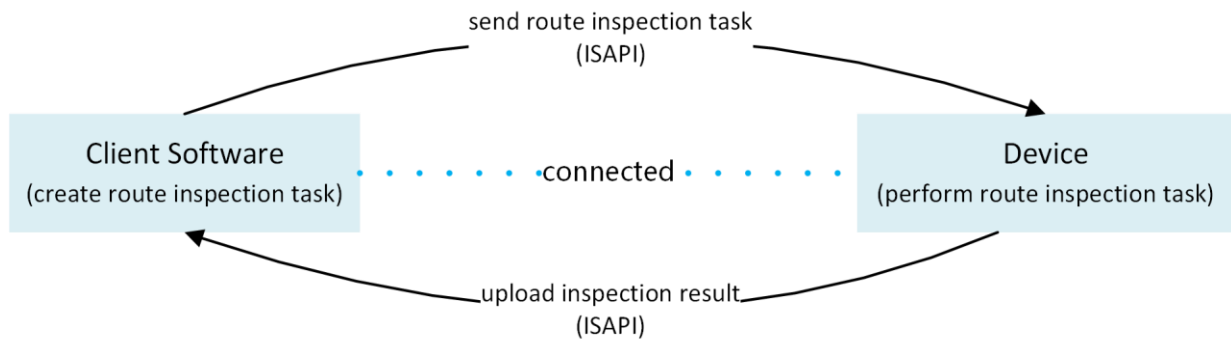 send route inspection task
(ISAPI)
Client Software
(create route inspection task)
connected
Device
(perform route inspection task)
upload inspection result
(ISAPI)